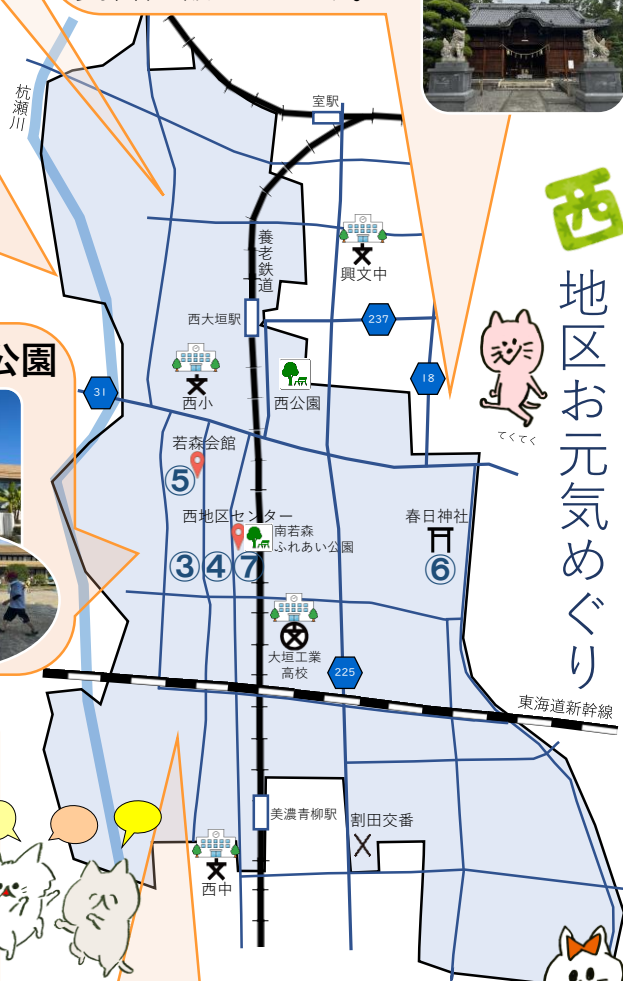 室駅
杭瀬川
西
地区お元気めぐり
養老鉄道
興文中
西大垣駅
237
公園
31
18
西小
西公園
てくてく
若森会館
⑤
西地区センター
春日神社
南若森
ふれあい公園
③④⑦
⑥
大垣工業
高校
225
東海道新幹線
美濃青柳駅
割田交番
西中